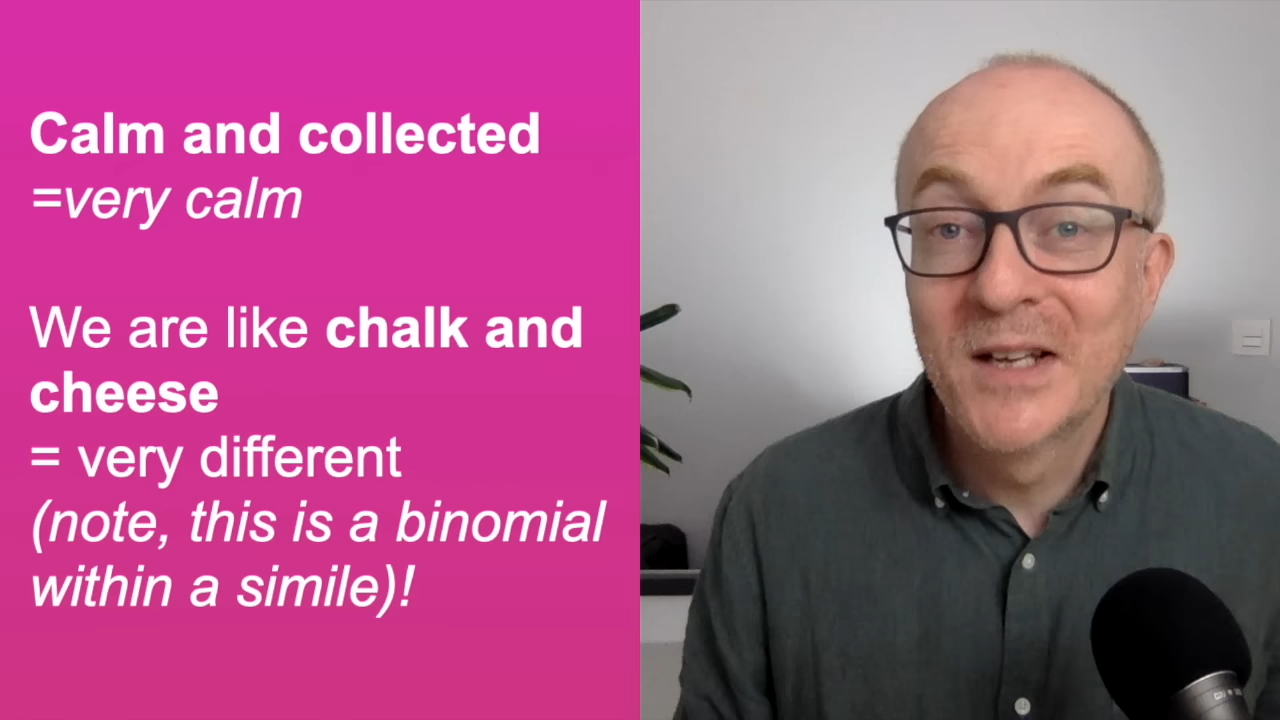 Calm and collected
=very calm
We are like chalk and
cheese
= very different
(note, this is a binomial
within a simile)!